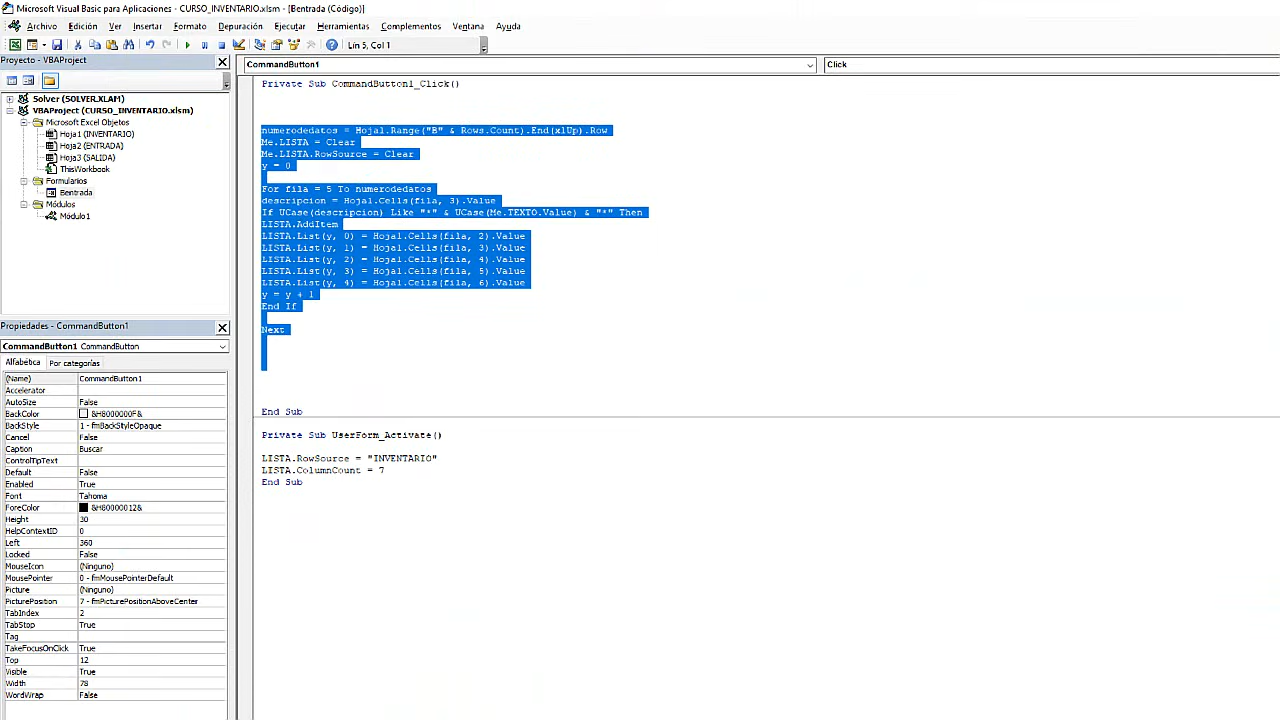 Microsoft Visual Basic para Aplicaciones - CURSO_INVENTARIO.xlsm - [Bentrada (Código)]
Archivo Edición Ver Insertar Formato Depuración Ejecutar Herramientas Complementos Ventana Ayuda
Lín 5, Col 1
Proyecto - VBAProject
Solver (SOLVER.XLAM)
VBAProject (CURSO_INVENTARIO.xlsm)
Microsoft Excel Objetos
Hoja1 (INVENTARIO)
Hoja2 (ENTRADA)
Hoja3 (SALIDA)
ThisWorkbook
Formularios
Bentrada
Módulos
Módulo1
Propiedades - CommandButton1
CommandButton1 CommandButton
Alfabética Por categorías
(Name) CommandButton1
Accelerator
AutoSize False
BackColor &H8000000F&
BackStyle 1 - fmBackStyleOpaque
Cancel False
Caption Buscar
ControlTipText
Default False
Enabled True
Font Tahoma
ForeColor &H80000012&
Height 30
HelpContextID 0
Left 360
Locked False
MouseIcon (Ninguno)
MousePointer 0 - fmMousePointerDefault
Picture (Ninguno)
PicturePosition 7 - fmPicturePositionAboveCenter
TabIndex 2
TabStop True
Tag
TakeFocusOnClick True
Top 12
Visible True
Width 78
WordWrap False
CommandButton1 Click
Private Sub CommandButton1_Click()
numerodedatos = Hoja1.Range("B" & Rows.Count).End(xlUp).Row
Me.LISTA = Clear
Me.LISTA.RowSource = Clear
y = 0
For fila = 5 To numerodedatos
descripcion = Hoja1.Cells(fila, 3).Value
If UCase(descripcion) Like "*" & UCase(Me.TEXTO.Value) & "*" Then
LISTA.AddItem
LISTA.List(y, 0) = Hoja1.Cells(fila, 2).Value
LISTA.List(y, 1) = Hoja1.Cells(fila, 3).Value
LISTA.List(y, 2) = Hoja1.Cells(fila, 4).Value
LISTA.List(y, 3) = Hoja1.Cells(fila, 5).Value
LISTA.List(y, 4) = Hoja1.Cells(fila, 6).Value
y = y + 1
End If
Next
End Sub
Private Sub UserForm_Activate()
LISTA.RowSource = "INVENTARIO"
LISTA.ColumnCount = 7
End Sub